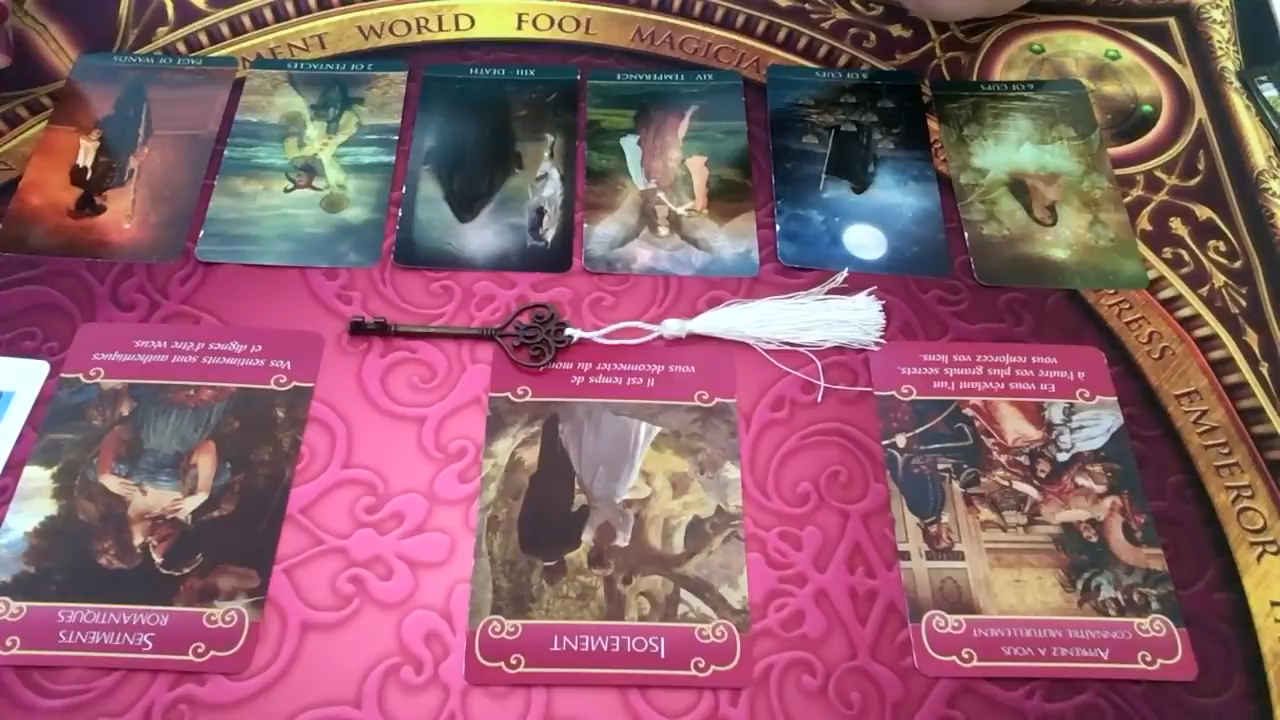 MENT WORLD FOOL MAGICIA
PRESS EMPEROR
PAGE OF WANDS
2 OF PENTACLES
XIII - DEATH
XIV - TEMPERANCE
OF CUPS
6 OF CUPS
Vos sentiments sont authentiques
et dignes d'être vécus.
SENTIMENTS
ROMANTIQUES
Il est temps de
vous déconnecter du mond
ISOLEMENT
En vous révélant l'un
à l'autre vos plus grands secrets,
vous renforcez vos liens.
APPRENEZ À VOUS
CONNAÎTRE MUTUELLEMENT